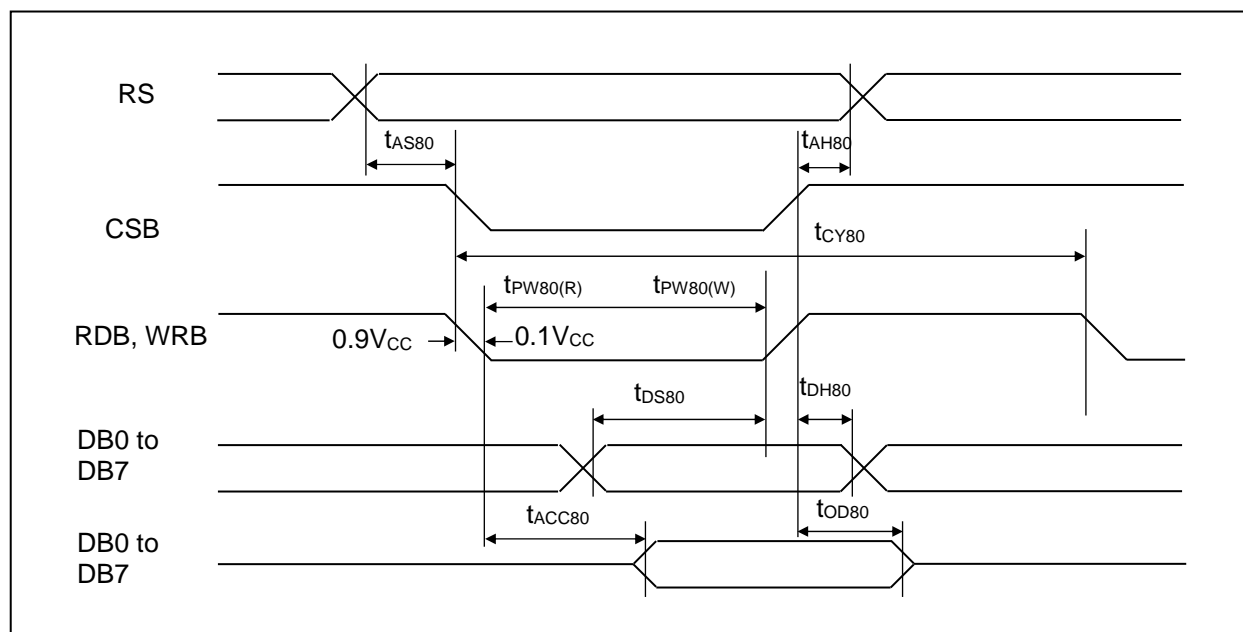 RS
tAS80
tAH80
CSB
tCY80
tPW80(R)
tPW80(W)
RDB, WRB
0.9VCC
0.1VCC
tDS80
tDH80
DB0 to
DB7
tACC80
tOD80
DB0 to
DB7